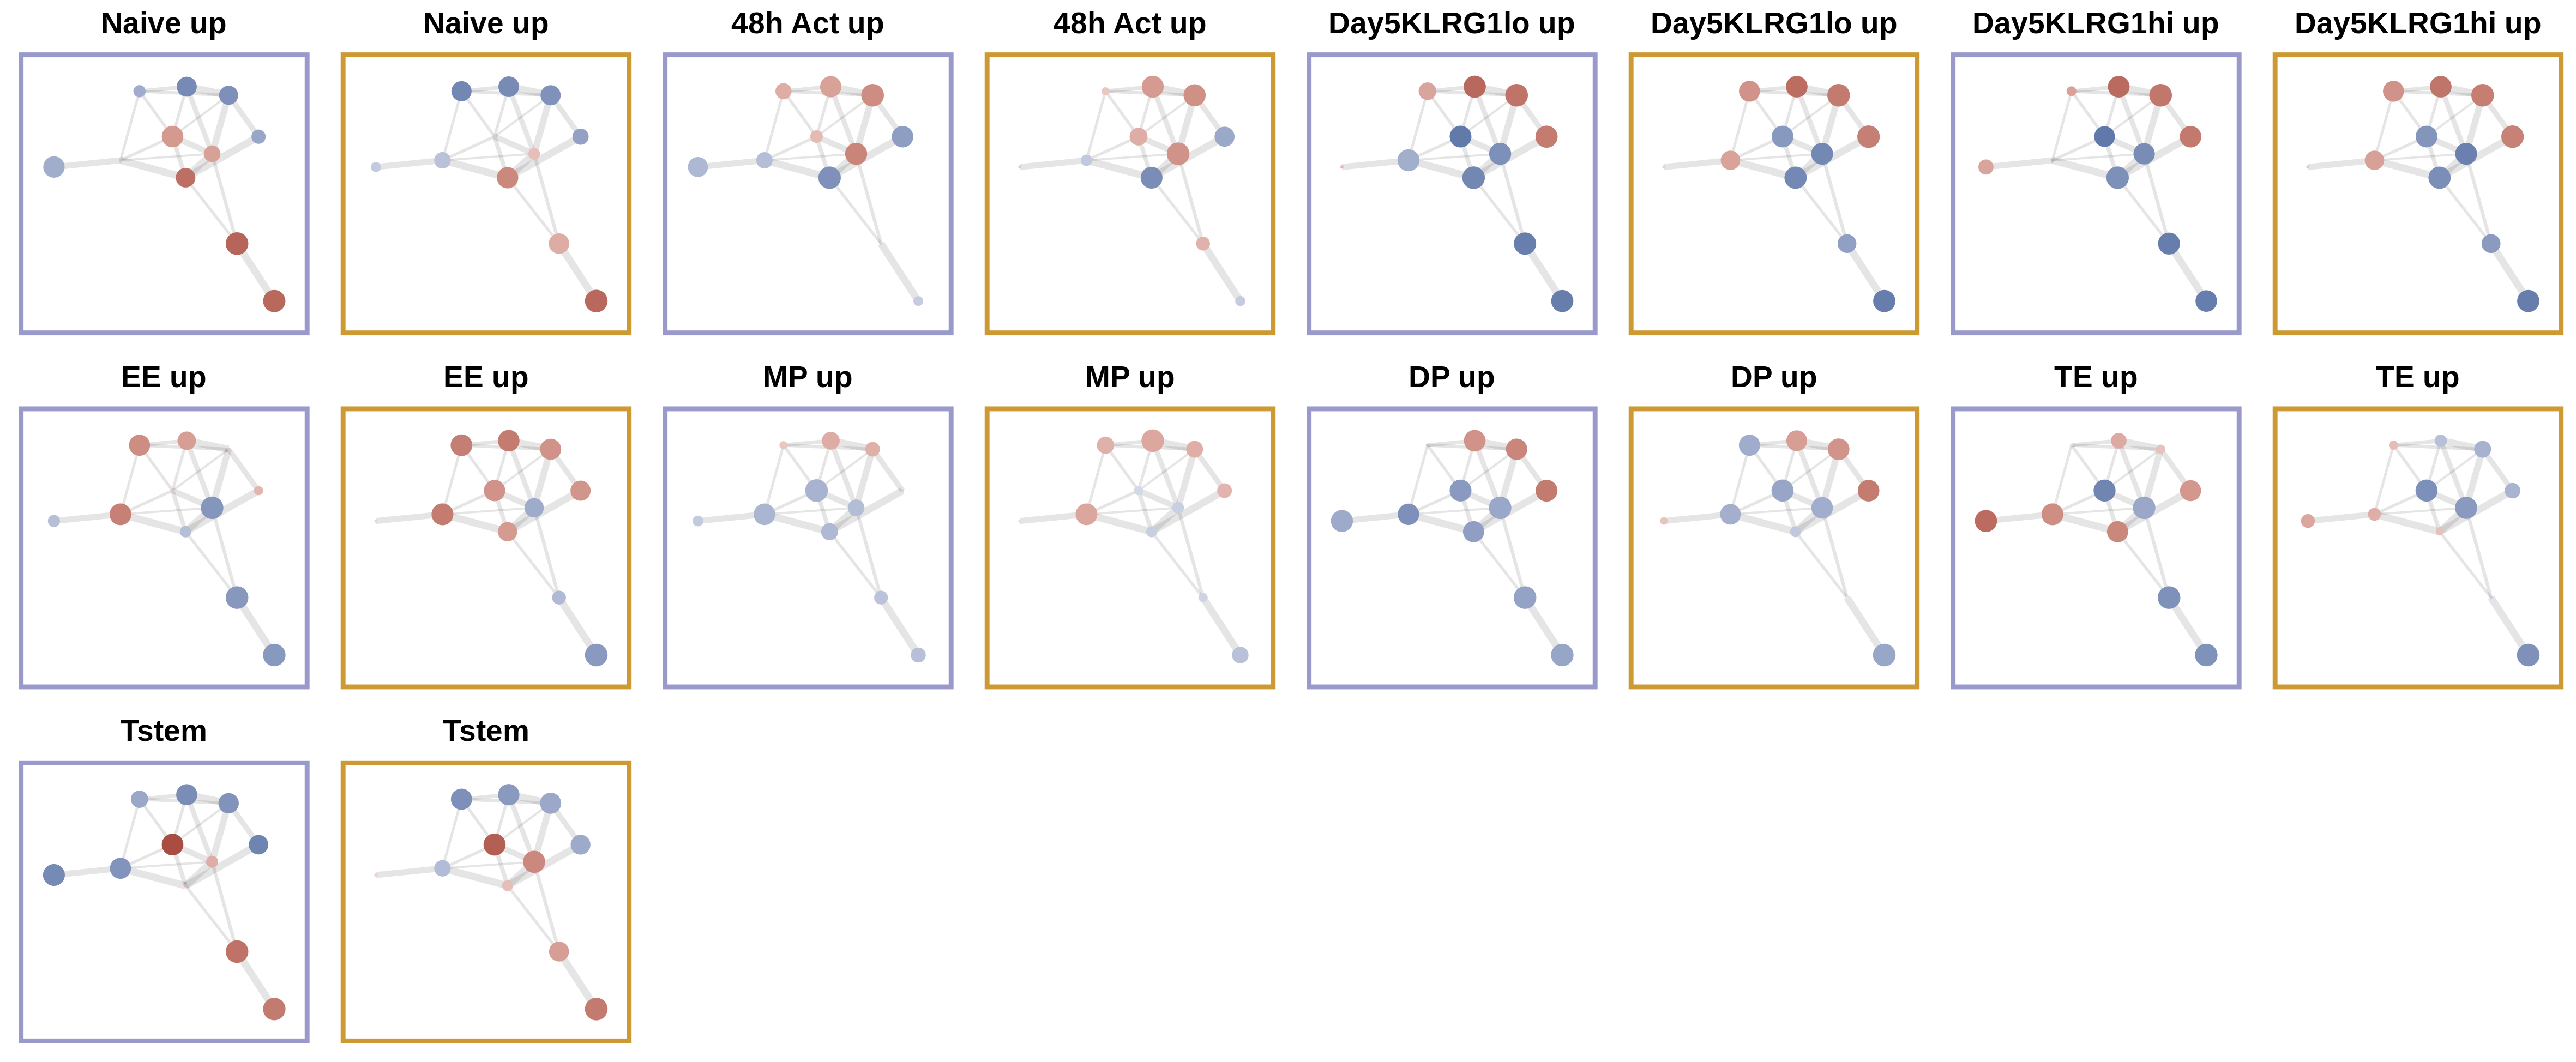 Naive up Naive up 48h Act up 48h Act up Day5KLRG1lo up Day5KLRG1lo up Day5KLRG1hi up Day5KLRG1hi up
EE up EE up MP up MP up DP up DP up TE up TE up
Tstem Tstem